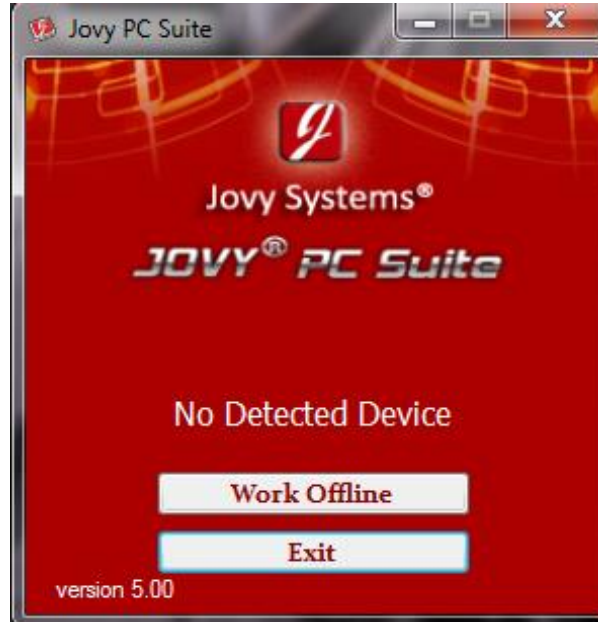 Jovy PC Suite
Jovy Systems®
JOVY® PC Suite
No Detected Device
Work Offline
Exit
version 5.00